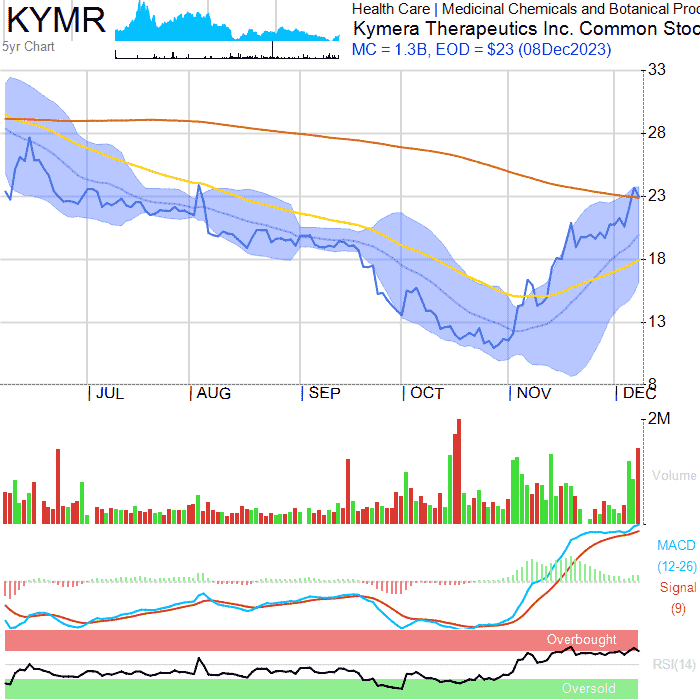 KYMR
5yr Chart
Health Care | Medicinal Chemicals and Botanical Proc
Kymera Therapeutics Inc. Common Stoc
MC = 1.3B, EOD = $23 (08Dec2023)
33
28
23
18
13
8
JUL
AUG
SEP
OCT
NOV
DEC
2M
Volume
MACD
(12-26)
Signal
(9)
Overbought
RSI(14)
Oversold